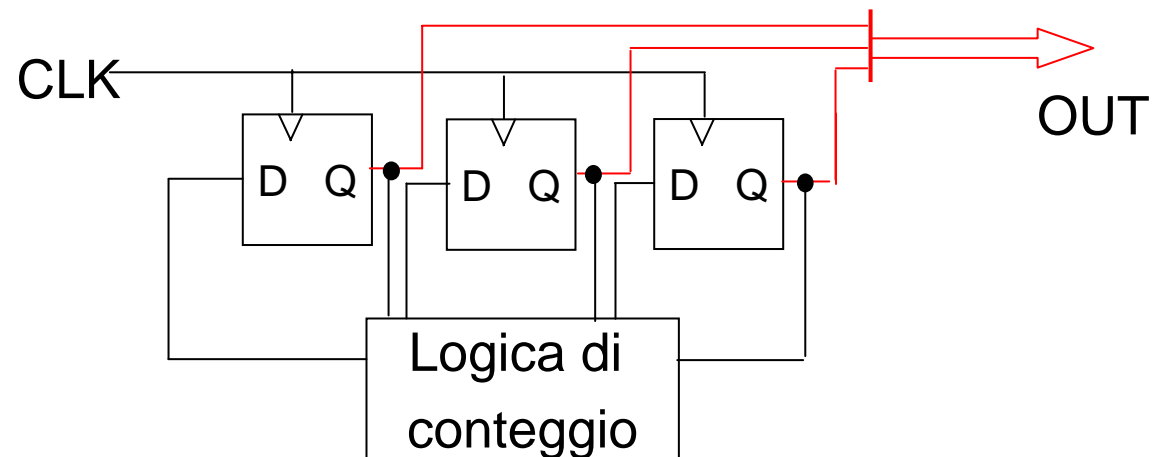 CLK
OUT
D Q
D Q
D Q
Logica di
conteggio